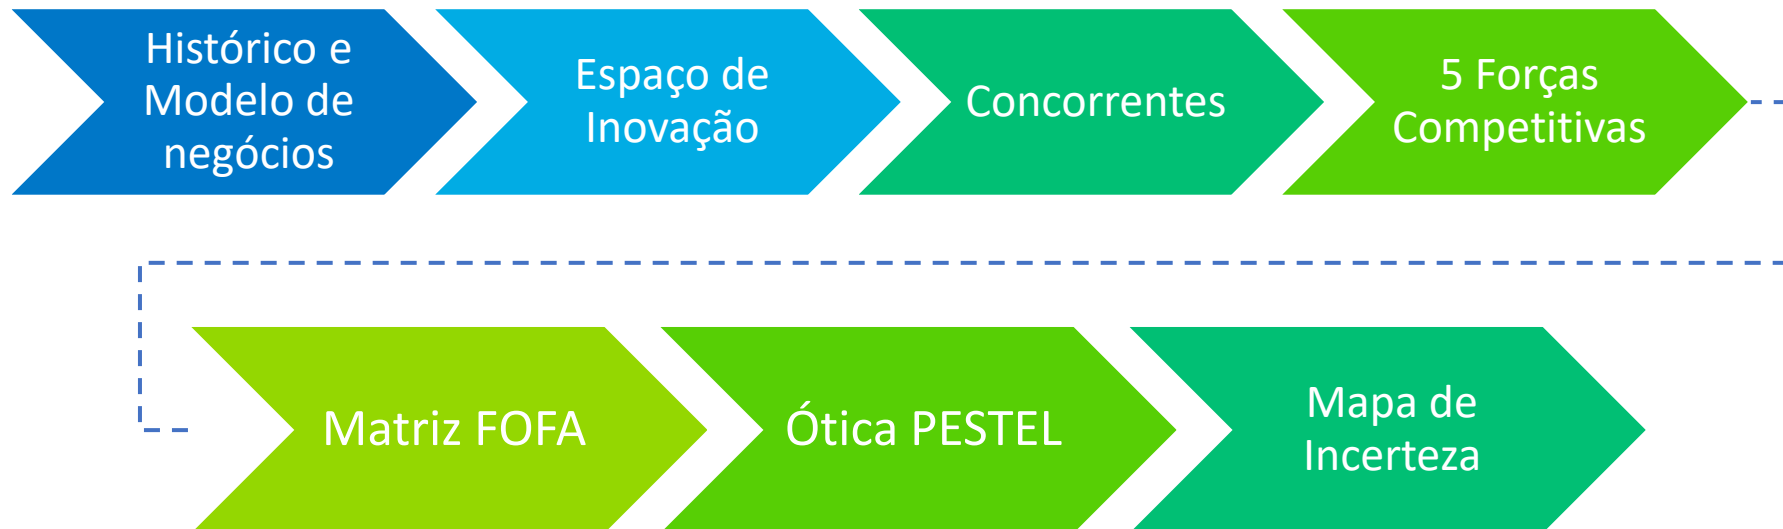 Histórico e
Modelo de
negócios
Espaço de
Inovação
Concorrentes
5 Forças
Competitivas
Matriz FOFA
Ótica PESTEL
Mapa de
Incerteza